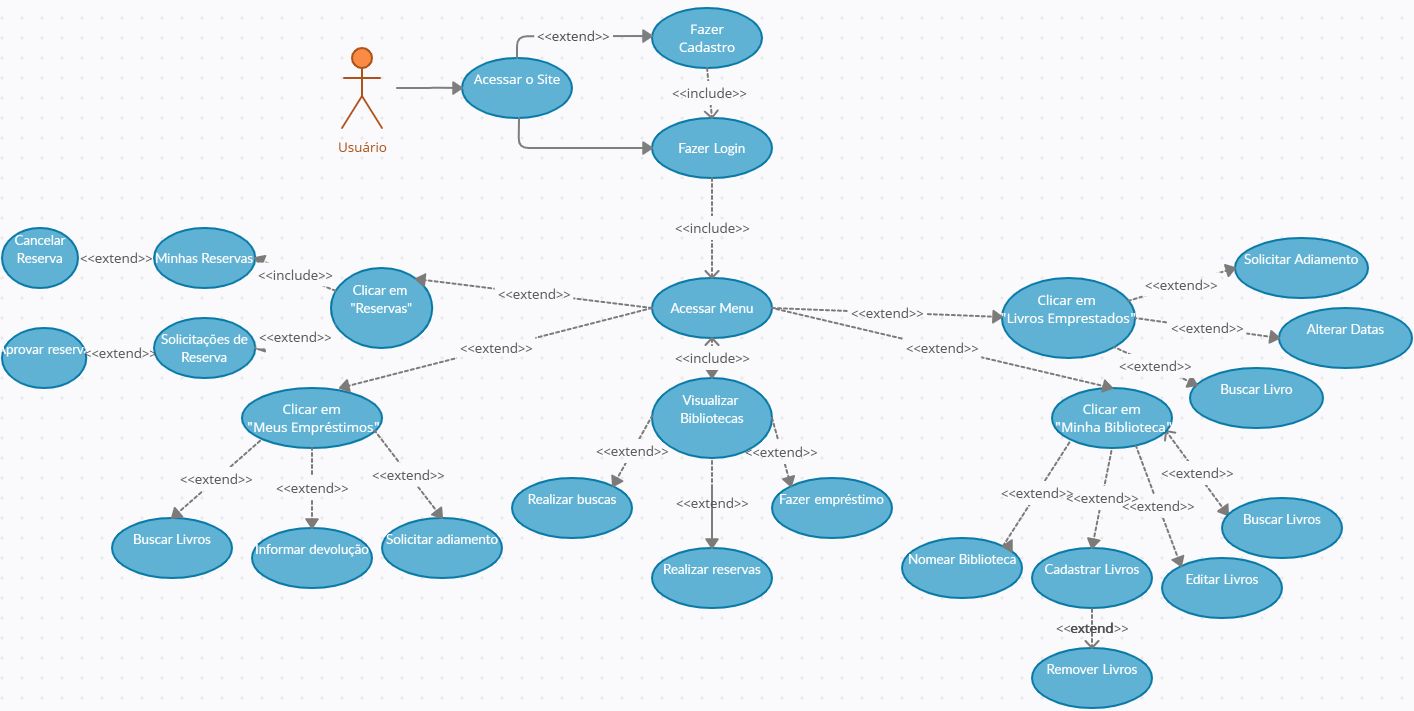 Fazer
Cadastro
<<extend>>
Acessar o Site
<<include>>
Usuário
Fazer Login
<<include>>
Cancelar
Reserva
<<extend>>
Minhas Reservas
<<include>>
Clicar em
"Reservas"
<<extend>>
Acessar Menu
<<extend>>
Clicar em
"Livros Emprestados"
<<extend>>
Solicitar Adiamento
<<extend>>
Alterar Datas
<<extend>>
Buscar Livro
Aprovar reserva
<<extend>>
Solicitações de
Reserva
<<extend>>
<<extend>>
<<include>>
<<extend>>
Clicar em
"Meus Empréstimos"
Visualizar
Bibliotecas
Clicar em
"Minha Biblioteca"
<<extend>>
<<extend>>
<<extend>>
<<extend>>
<<extend>>
<<extend>>
<<extend>>
<<extend>>
<<extend>>
<<extend>>
Realizar buscas
Fazer empréstimo
Buscar Livros
Buscar Livros
Informar devolução
Solicitar adiamento
Realizar reservas
Nomear Biblioteca
Cadastrar Livros
Editar Livros
<<extend>>
Remover Livros